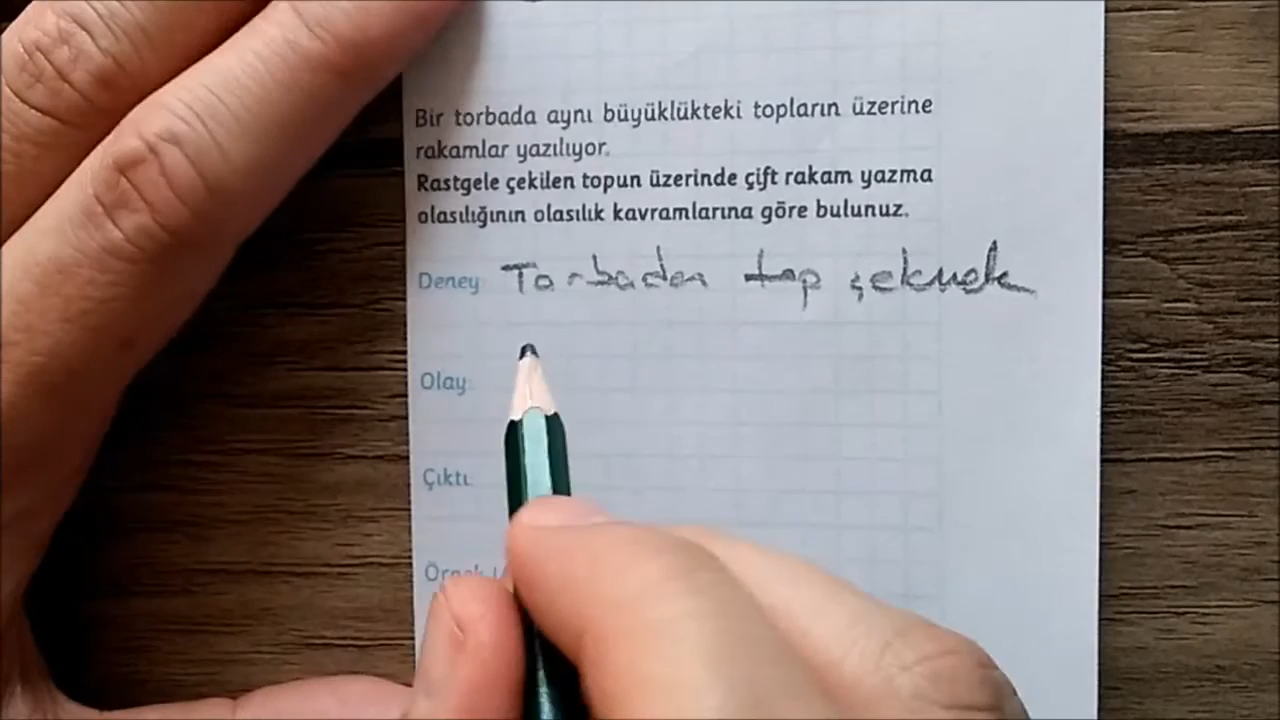 Bir torbada aynı büyüklükteki topların üzerine
rakamlar yazılıyor.
Rastgele çekilen topun üzerinde çift rakam yazma
olasılığının olasılık kavramlarına göre bulunuz.
Deney: Torbadan top çekmek
Olay:
Çıktı
Örnek